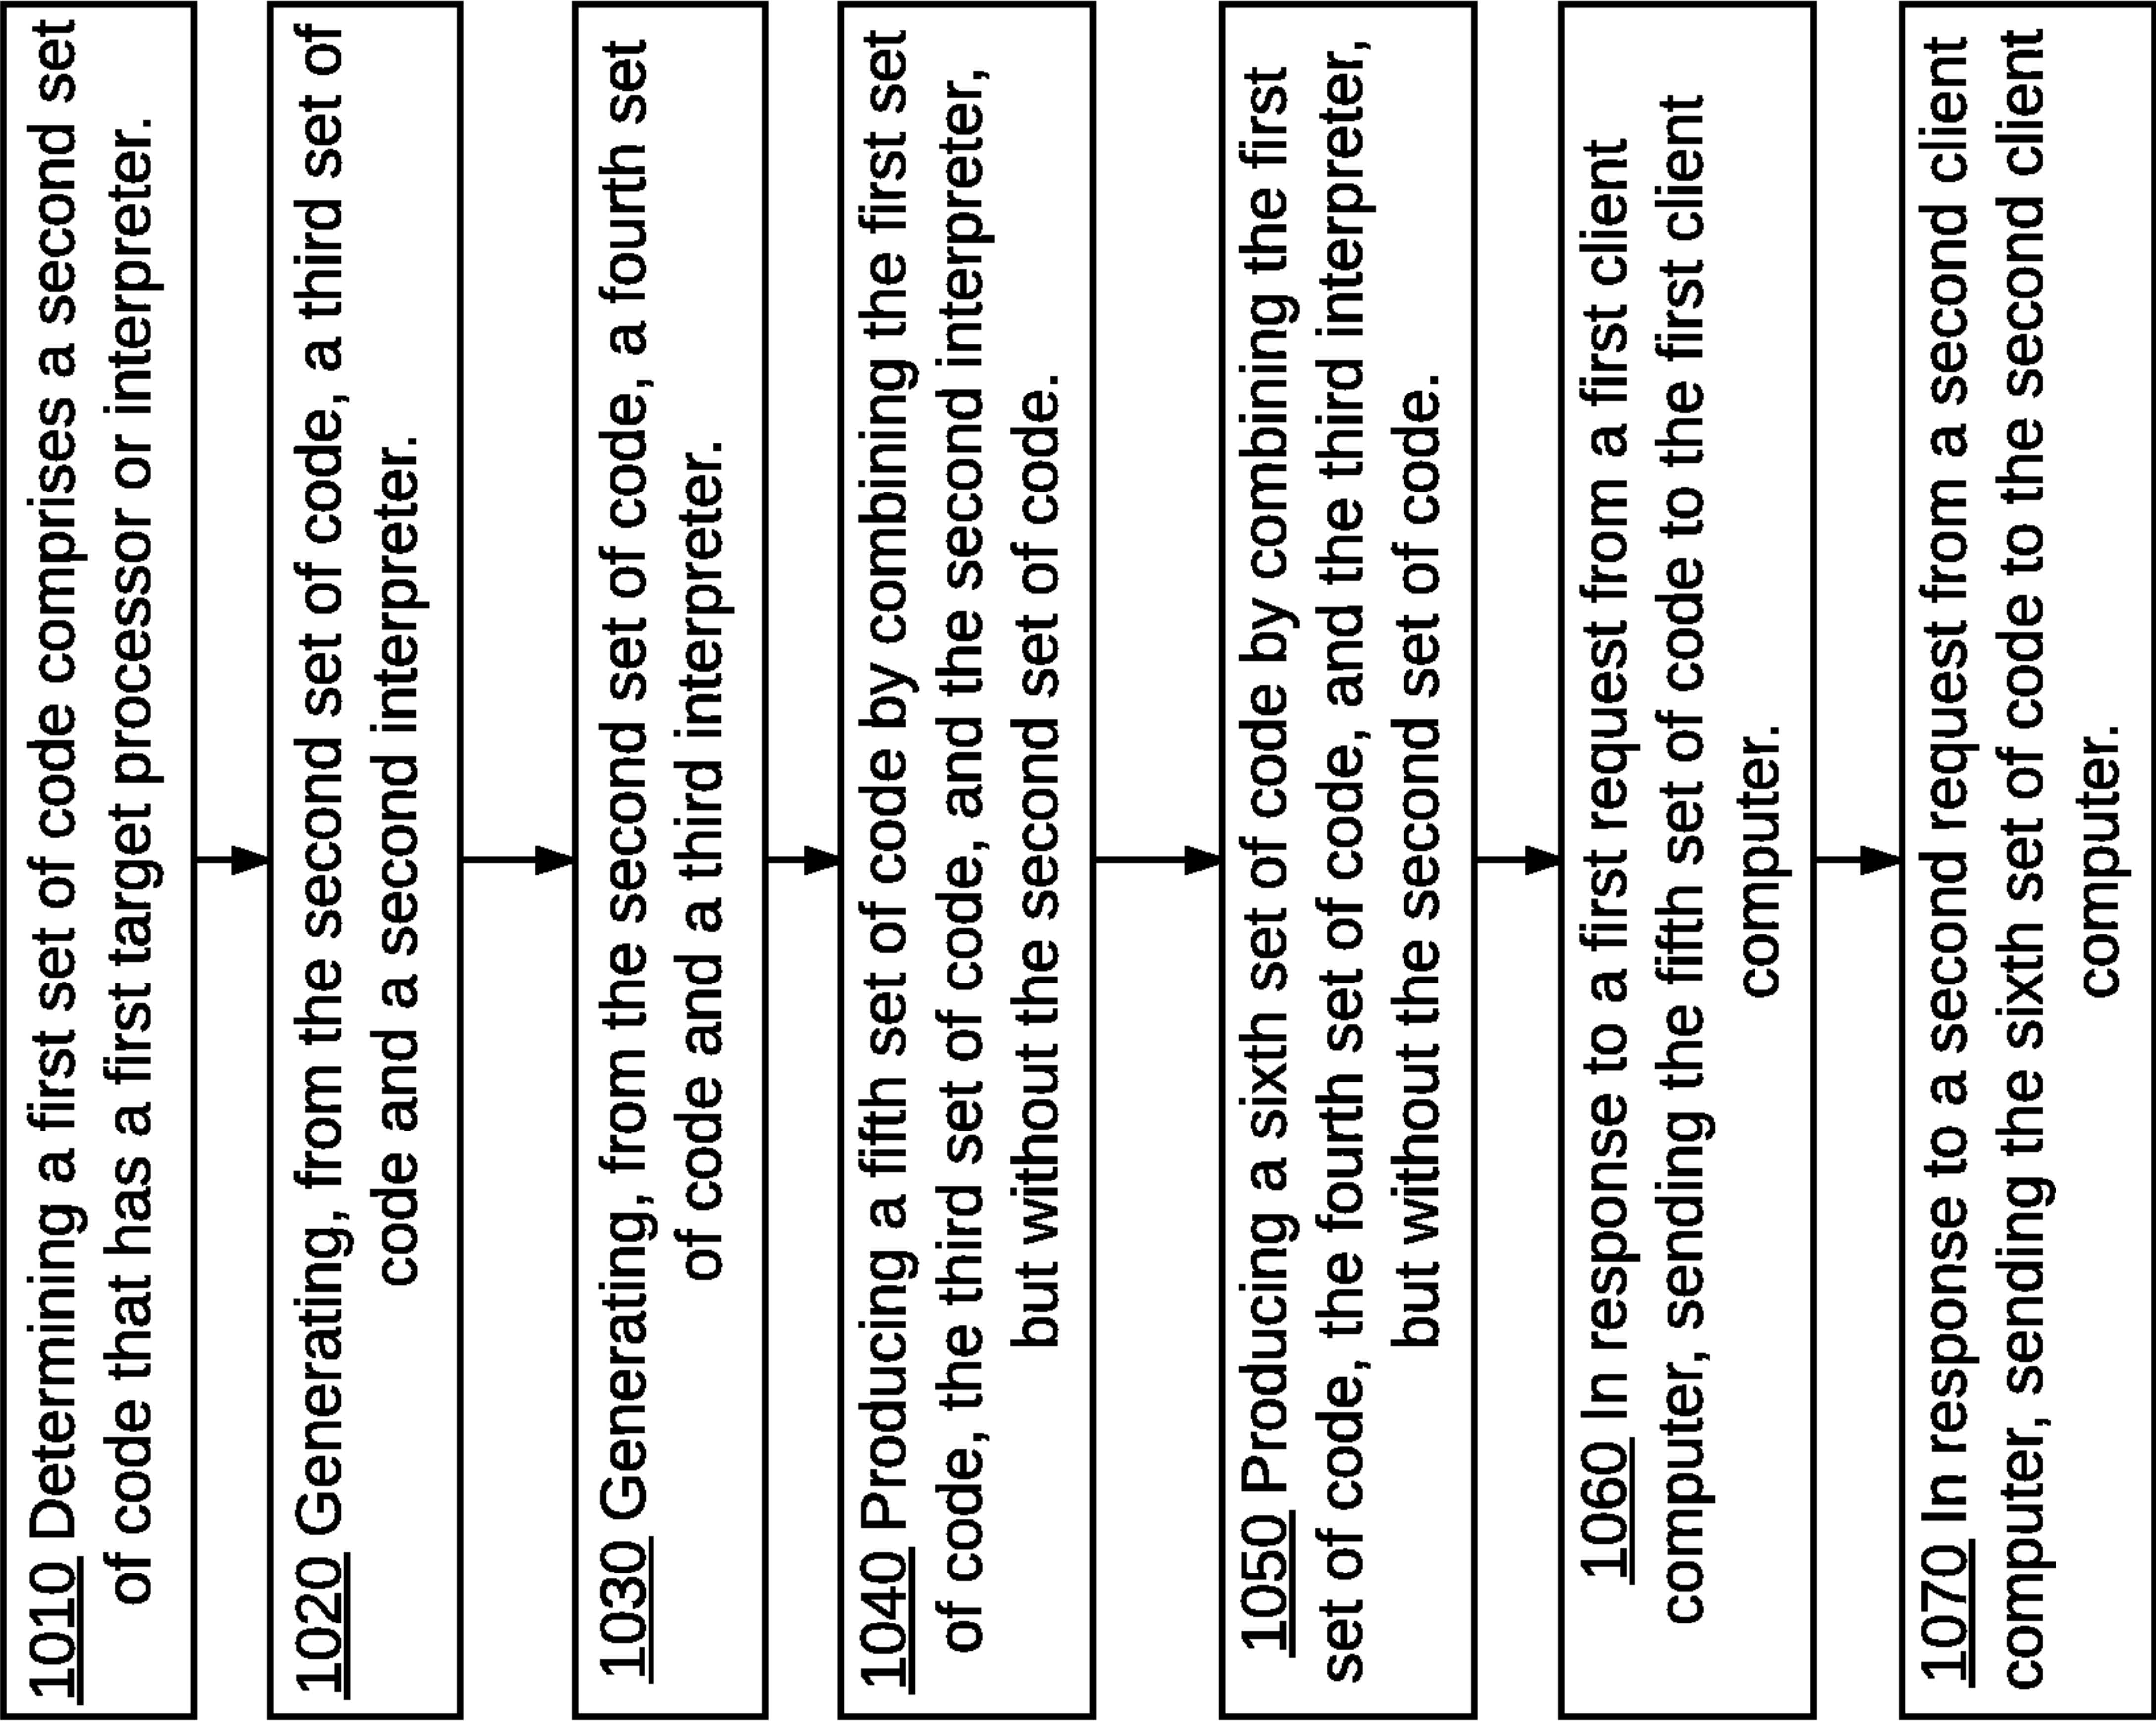 1010 Determining a first set of code comprises a second set
of code that has a first target processor or interpreter.
1020 Generating, from the second set of code, a third set of
code and a second interpreter.
1030 Generating, from the second set of code, a fourth set
of code and a third interpreter.
1040 Producing a fifth set of code by combining the first set
of code, the third set of code, and the second interpreter,
but without the second set of code.
1050 Producing a sixth set of code by combining the first
set of code, the fourth set of code, and the third interpreter,
but without the second set of code.
1060 In response to a first request from a first client
computer, sending the fifth set of code to the first client
computer.
1070 In response to a second request from a second client
computer, sending the sixth set of code to the second client
computer.